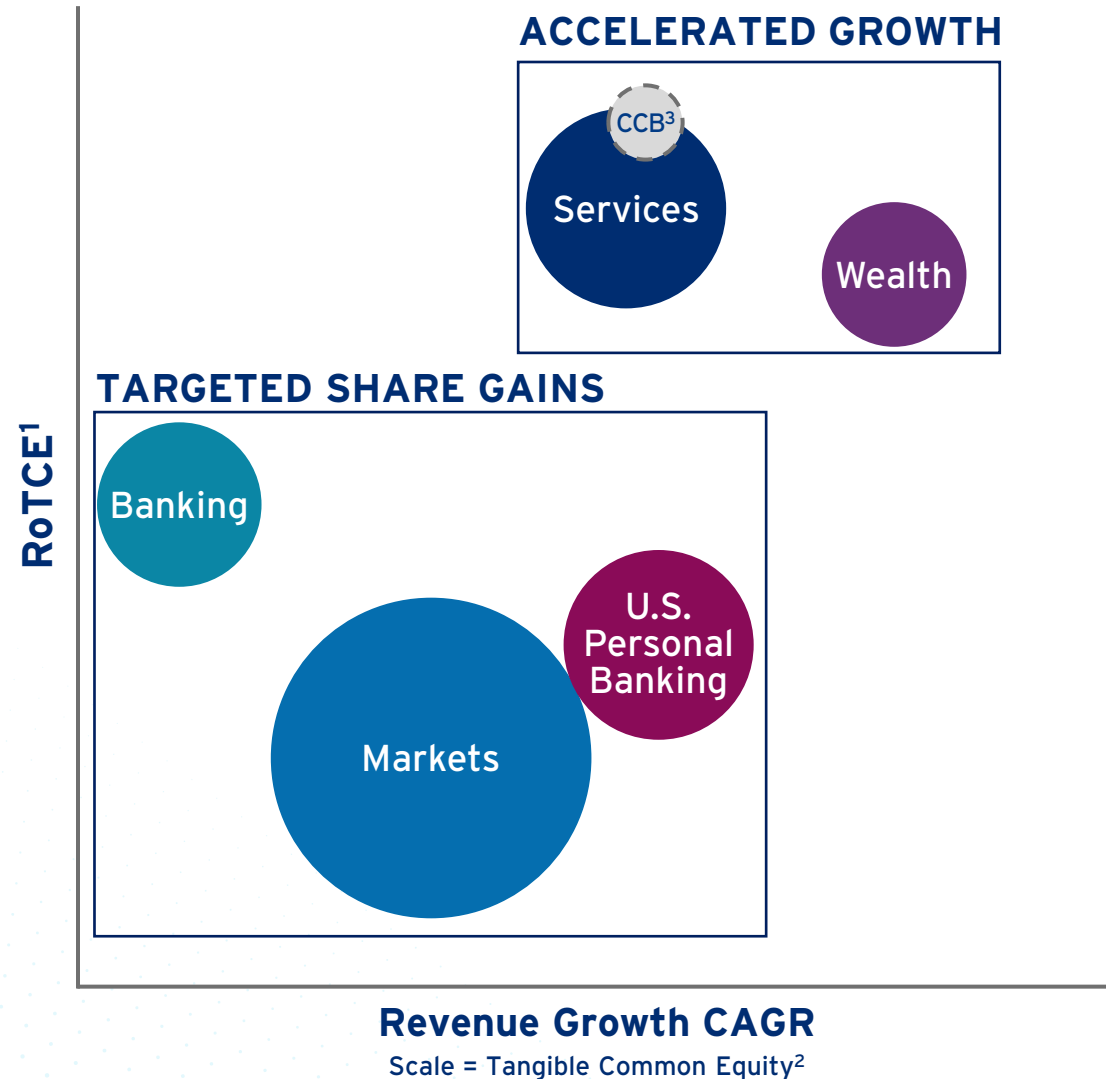 ACCELERATED GROWTH
CCB³
Services
Wealth
TARGETED SHARE GAINS
Banking
U.S.
Personal
Banking
Markets
RoTCE¹
Revenue Growth CAGR
Scale = Tangible Common Equity²